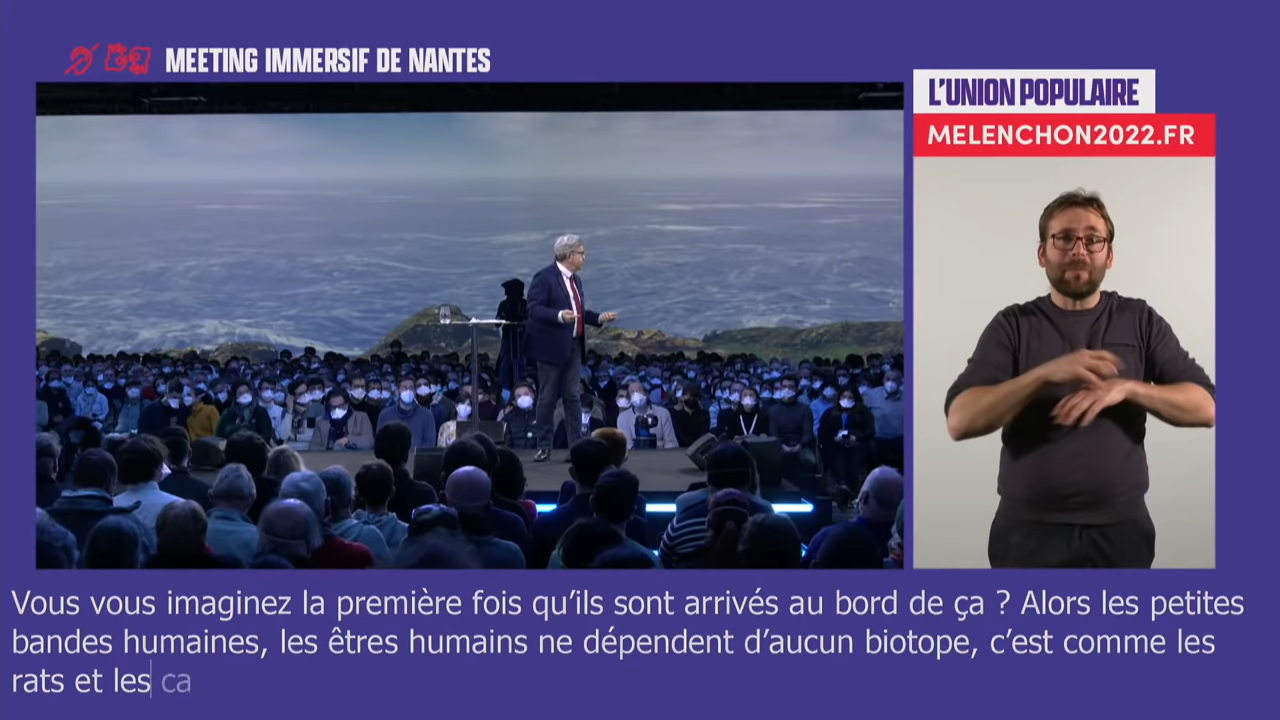 MEETING IMMERSIF DE NANTES
L'UNION POPULAIRE
MELENCHON2022.FR
Vous vous imaginez la première fois qu'ils sont arrivés au bord de ça ? Alors les petites
bandes humaines, les êtres humains ne dépendent d'aucun biotope, c'est comme les
rats et les ca